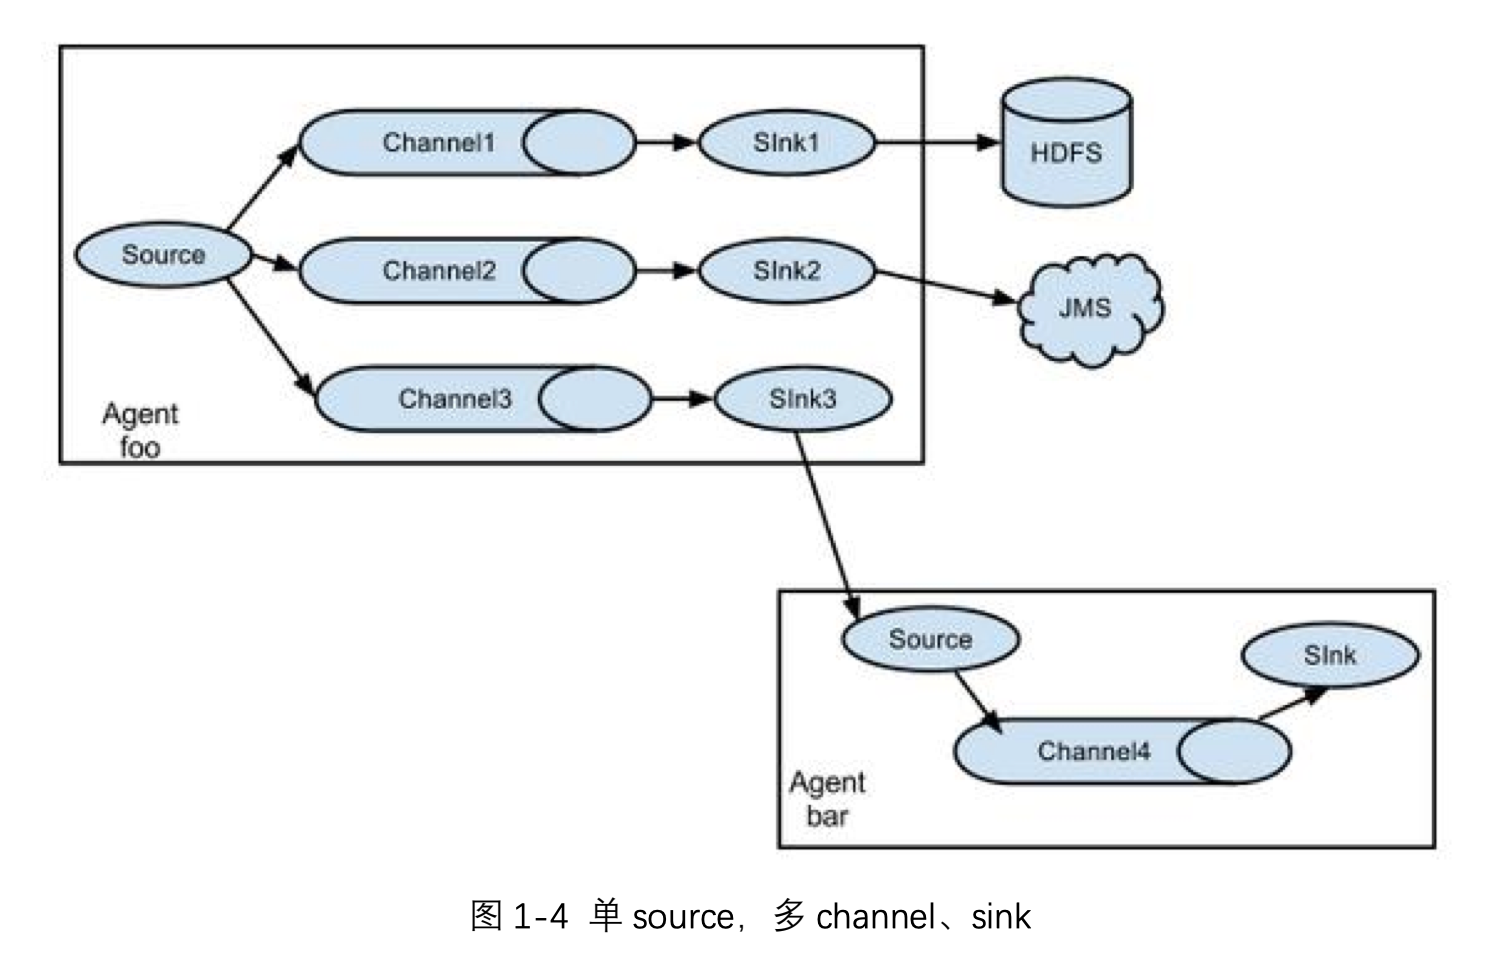 Channel1
SInk1
HDFS
Source
Channel2
SInk2
JMS
Channel3
SInk3
Agent
foo
Source
SInk
Channel4
Agent
bar
图 1-4 单 source，多 channel、sink